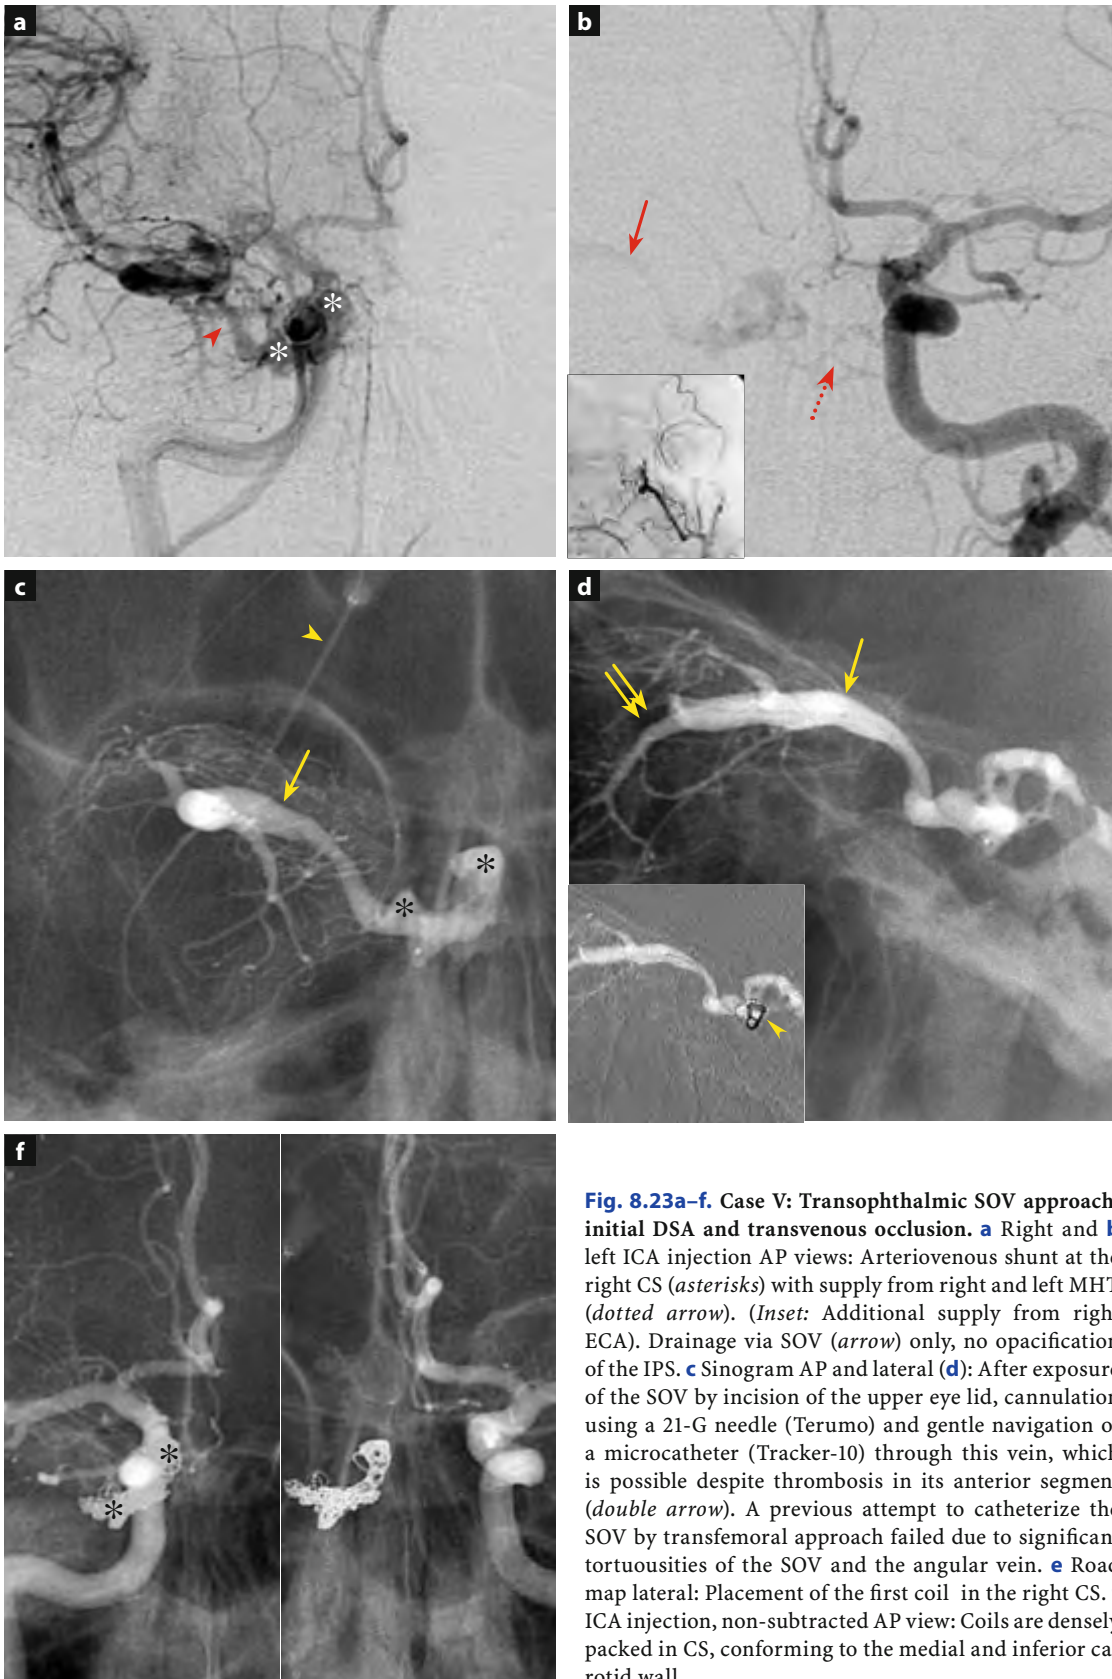 a
b
c
d
f
Fig. 8.23a–f. Case V: Transophthalmic SOV approach
initial DSA and transvenous occlusion. a Right and b
left ICA injection AP views: Arteriovenous shunt at the
right CS (asterisks) with supply from right and left MHT
(dotted arrow). (Inset: Additional supply from righ
ECA). Drainage via SOV (arrow) only, no opacification
of the IPS. c Sinogram AP and lateral (d): After exposure
of the SOV by incision of the upper eye lid, cannulation
using a 21-G needle (Terumo) and gentle navigation o
a microcatheter (Tracker-10) through this vein, which
is possible despite thrombosis in its anterior segmen
(double arrow). A previous attempt to catheterize the
SOV by transfemoral approach failed due to significan
tortuousities of the SOV and the angular vein. e Road
map lateral: Placement of the first coil in the right CS.
ICA injection, non-subtracted AP view: Coils are densely
packed in CS, conforming to the medial and inferior ca
rotid wall